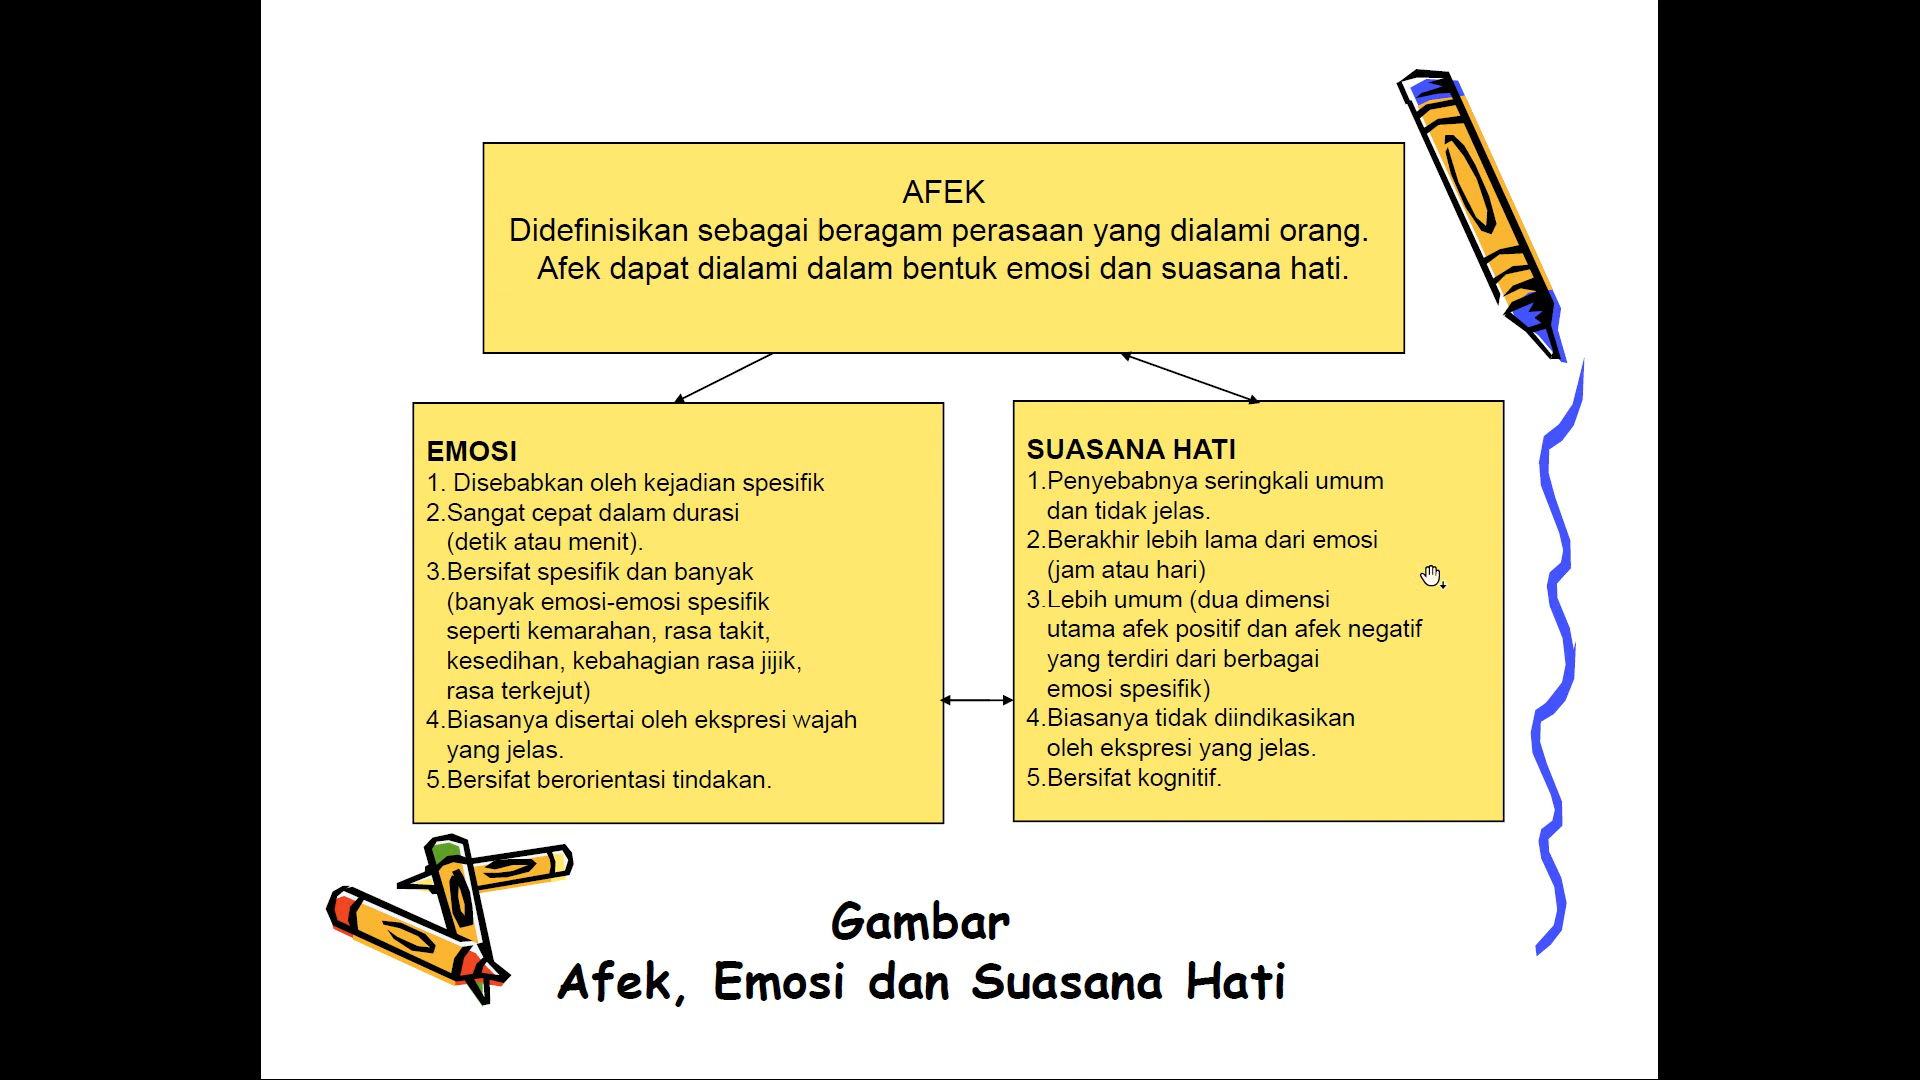 AFEK
Didefinisikan sebagai beragam perasaan yang dialami orang.
Afek dapat dialami dalam bentuk emosi dan suasana hati.
EMOSI
1. Disebabkan oleh kejadian spesifik
2.Sangat cepat dalam durasi
(detik atau menit).
3.Bersifat spesifik dan banyak
(banyak emosi-emosi spesifik
seperti kemarahan, rasa takit,
kesedihan, kebahagian rasa jijik,
rasa terkejut)
4.Biasanya disertai oleh ekspresi wajah
yang jelas.
5.Bersifat berorientasi tindakan.
SUASANA HATI
1.Penyebabnya seringkali umum
dan tidak jelas.
2.Berakhir lebih lama dari emosi
(jam atau hari)
3.Lebih umum (dua dimensi
utama afek positif dan afek negatif
yang terdiri dari berbagai
emosi spesifik)
4.Biasanya tidak diindikasikan
oleh ekspresi yang jelas.
5.Bersifat kognitif.
Gambar
Afek, Emosi dan Suasana Hati